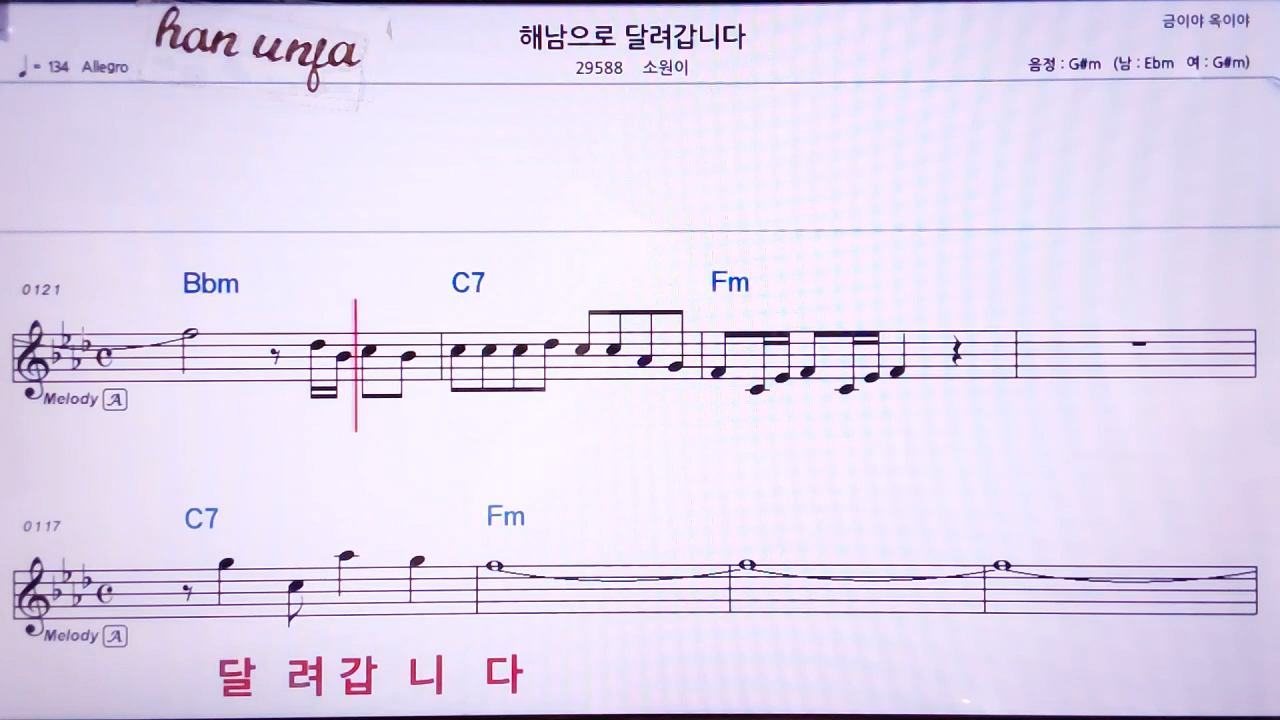 han unja
해남으로 달려갑니다
금이야 옥이야
♩= 134 Allegro
29588 소원이
음정 : G#m (남 : Ebm 여 : G#m)
Bbm C7 Fm
0121
Melody A
C7 Fm
0117
Melody A
달 려갑 니 다